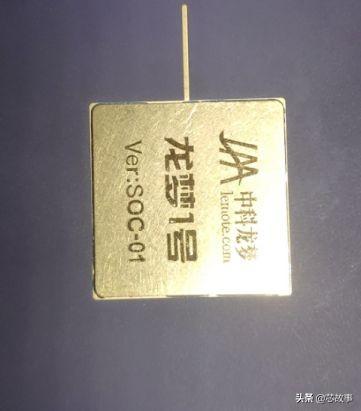 中科龙梦
lemote.com
龙梦1号
Ver:SOC-01
头条 @芯故事